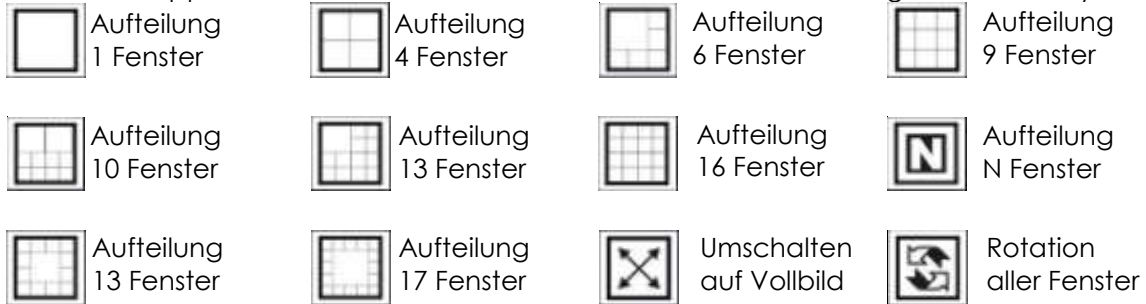 Aufteilung
1 Fenster
Aufteilung
4 Fenster
Aufteilung
6 Fenster
Aufteilung
9 Fenster
Aufteilung
10 Fenster
Aufteilung
13 Fenster
Aufteilung
16 Fenster
N
Aufteilung
N Fenster
Aufteilung
13 Fenster
Aufteilung
17 Fenster
Umschalten
auf Vollbild
Rotation
aller Fenster